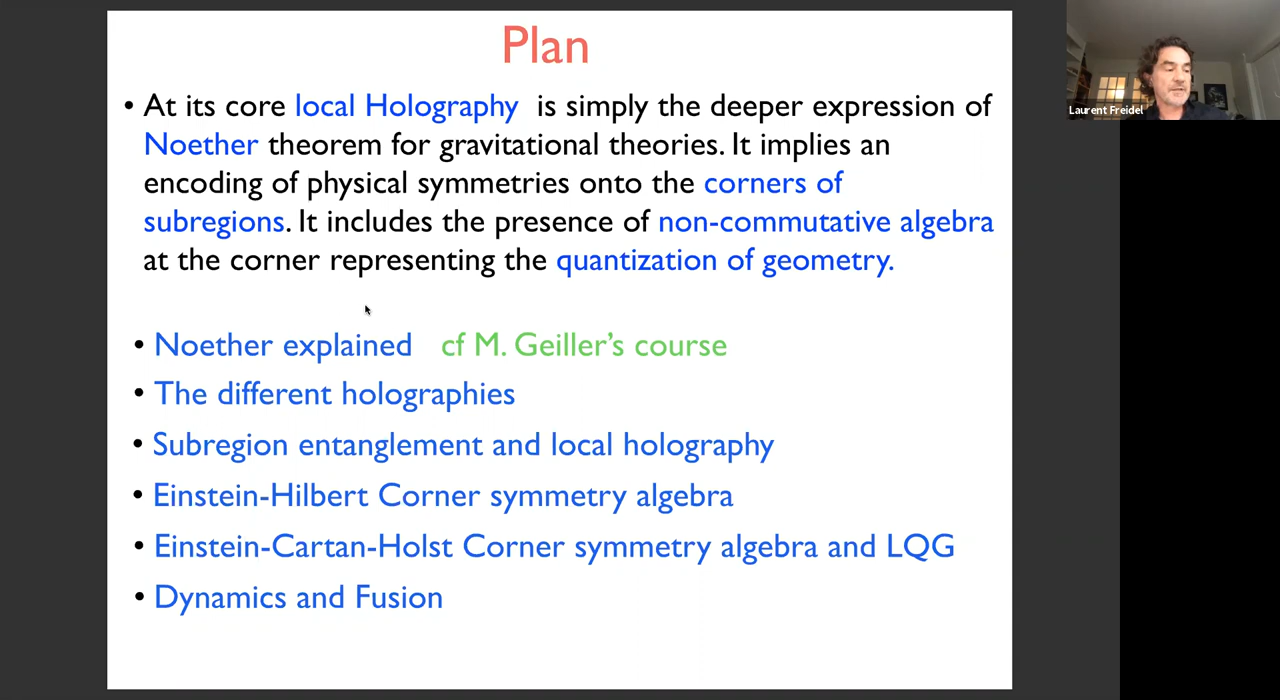 Plan
• At its core local Holography is simply the deeper expression of
Noether theorem for gravitational theories. It implies an
encoding of physical symmetries onto the corners of
subregions. It includes the presence of non-commutative algebra
at the corner representing the quantization of geometry.
• Noether explained cf M. Geiller’s course
• The different holographies
• Subregion entanglement and local holography
• Einstein-Hilbert Corner symmetry algebra
• Einstein-Cartan-Holst Corner symmetry algebra and LQG
• Dynamics and Fusion
Laurent Freidel